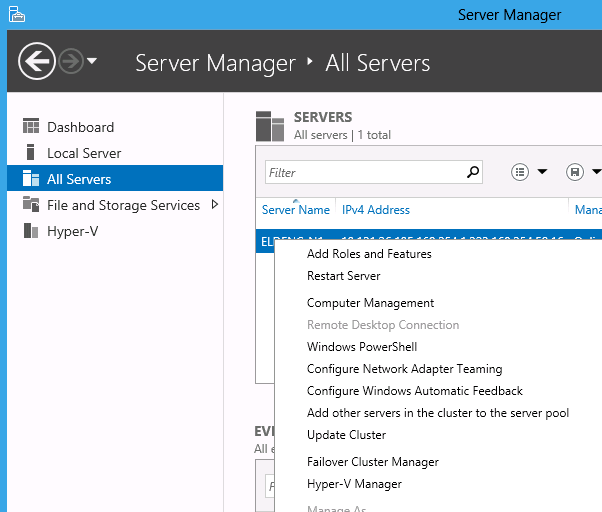 Server Manager
Server Manager ‣ All Servers
Dashboard
Local Server
All Servers
File and Storage Services
Hyper-V
SERVERS
All servers | 1 total
Filter
Server Name IPv4 Address Mana
Add Roles and Features
Restart Server
Computer Management
Remote Desktop Connection
Windows PowerShell
Configure Network Adapter Teaming
Configure Windows Automatic Feedback
Add other servers in the cluster to the server pool
Update Cluster
Failover Cluster Manager
Hyper-V Manager
Manage As
EV
All e